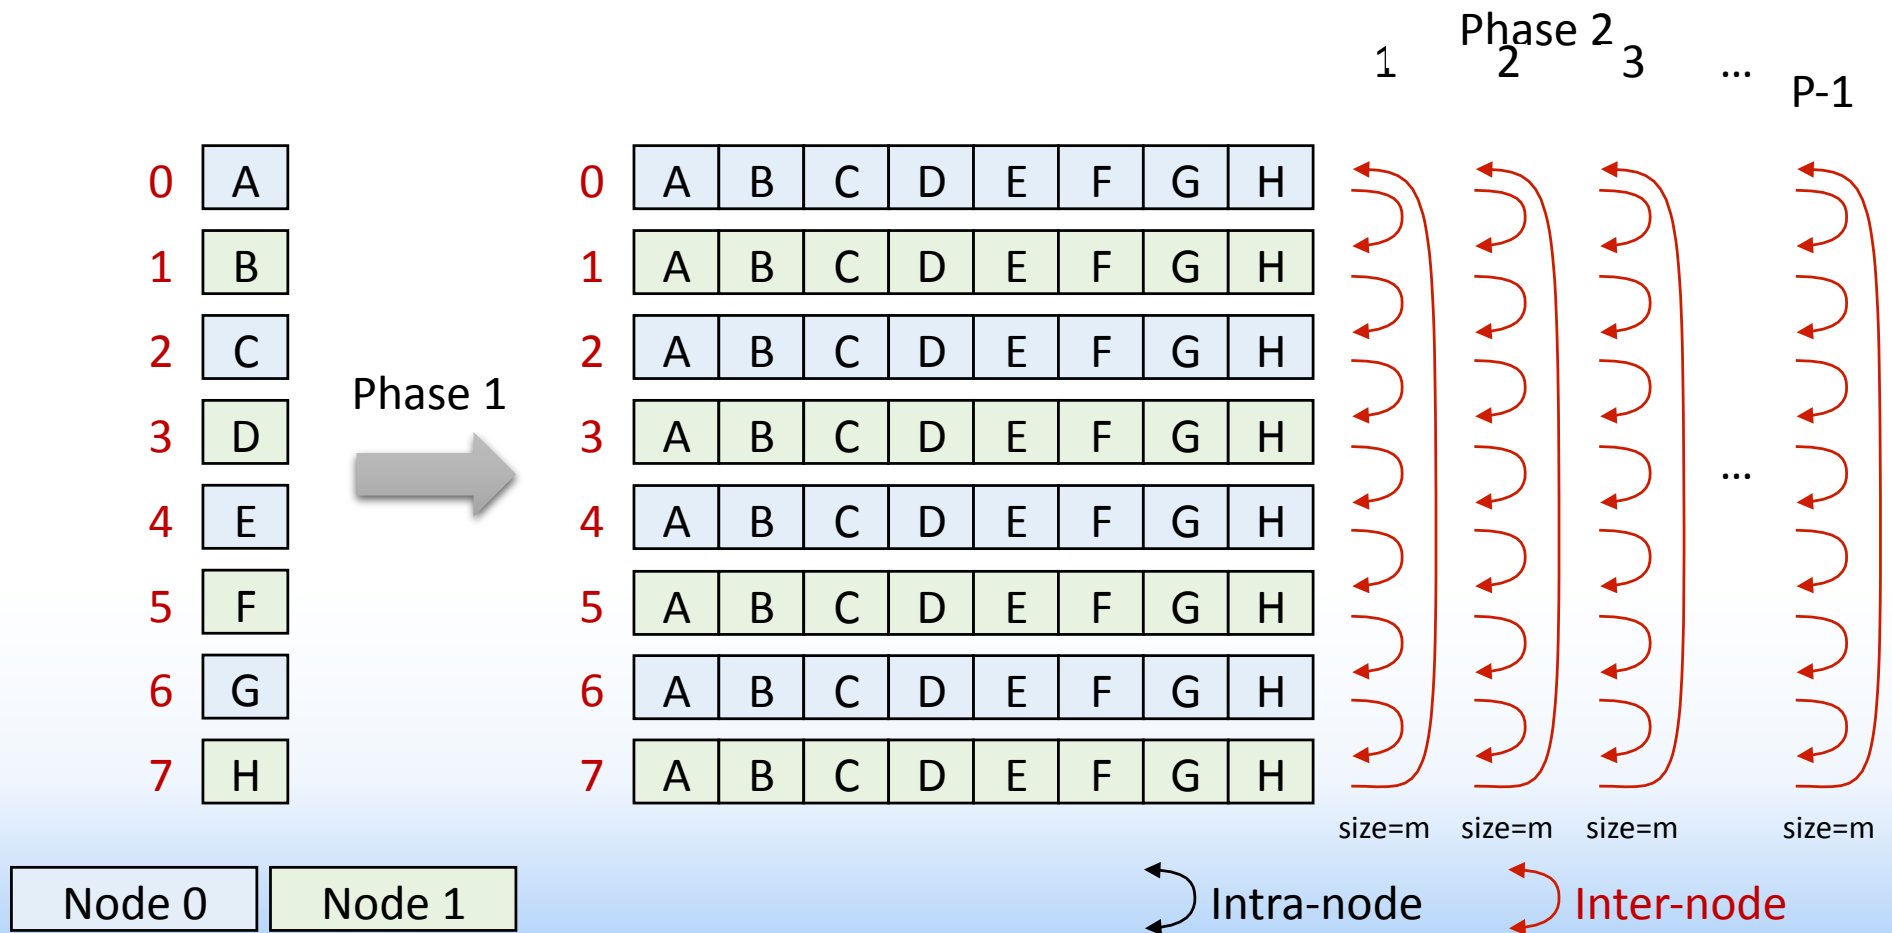 Phase 2
1 2 3 ... P-1
0 A
1 B
2 C
3 D
4 E
5 F
6 G
7 H
Phase 1
0 A B C D E F G H
1 A B C D E F G H
2 A B C D E F G H
3 A B C D E F G H
4 A B C D E F G H
5 A B C D E F G H
6 A B C D E F G H
7 A B C D E F G H
...
size=m size=m size=m size=m
Node 0 Node 1 Intra-node Inter-node